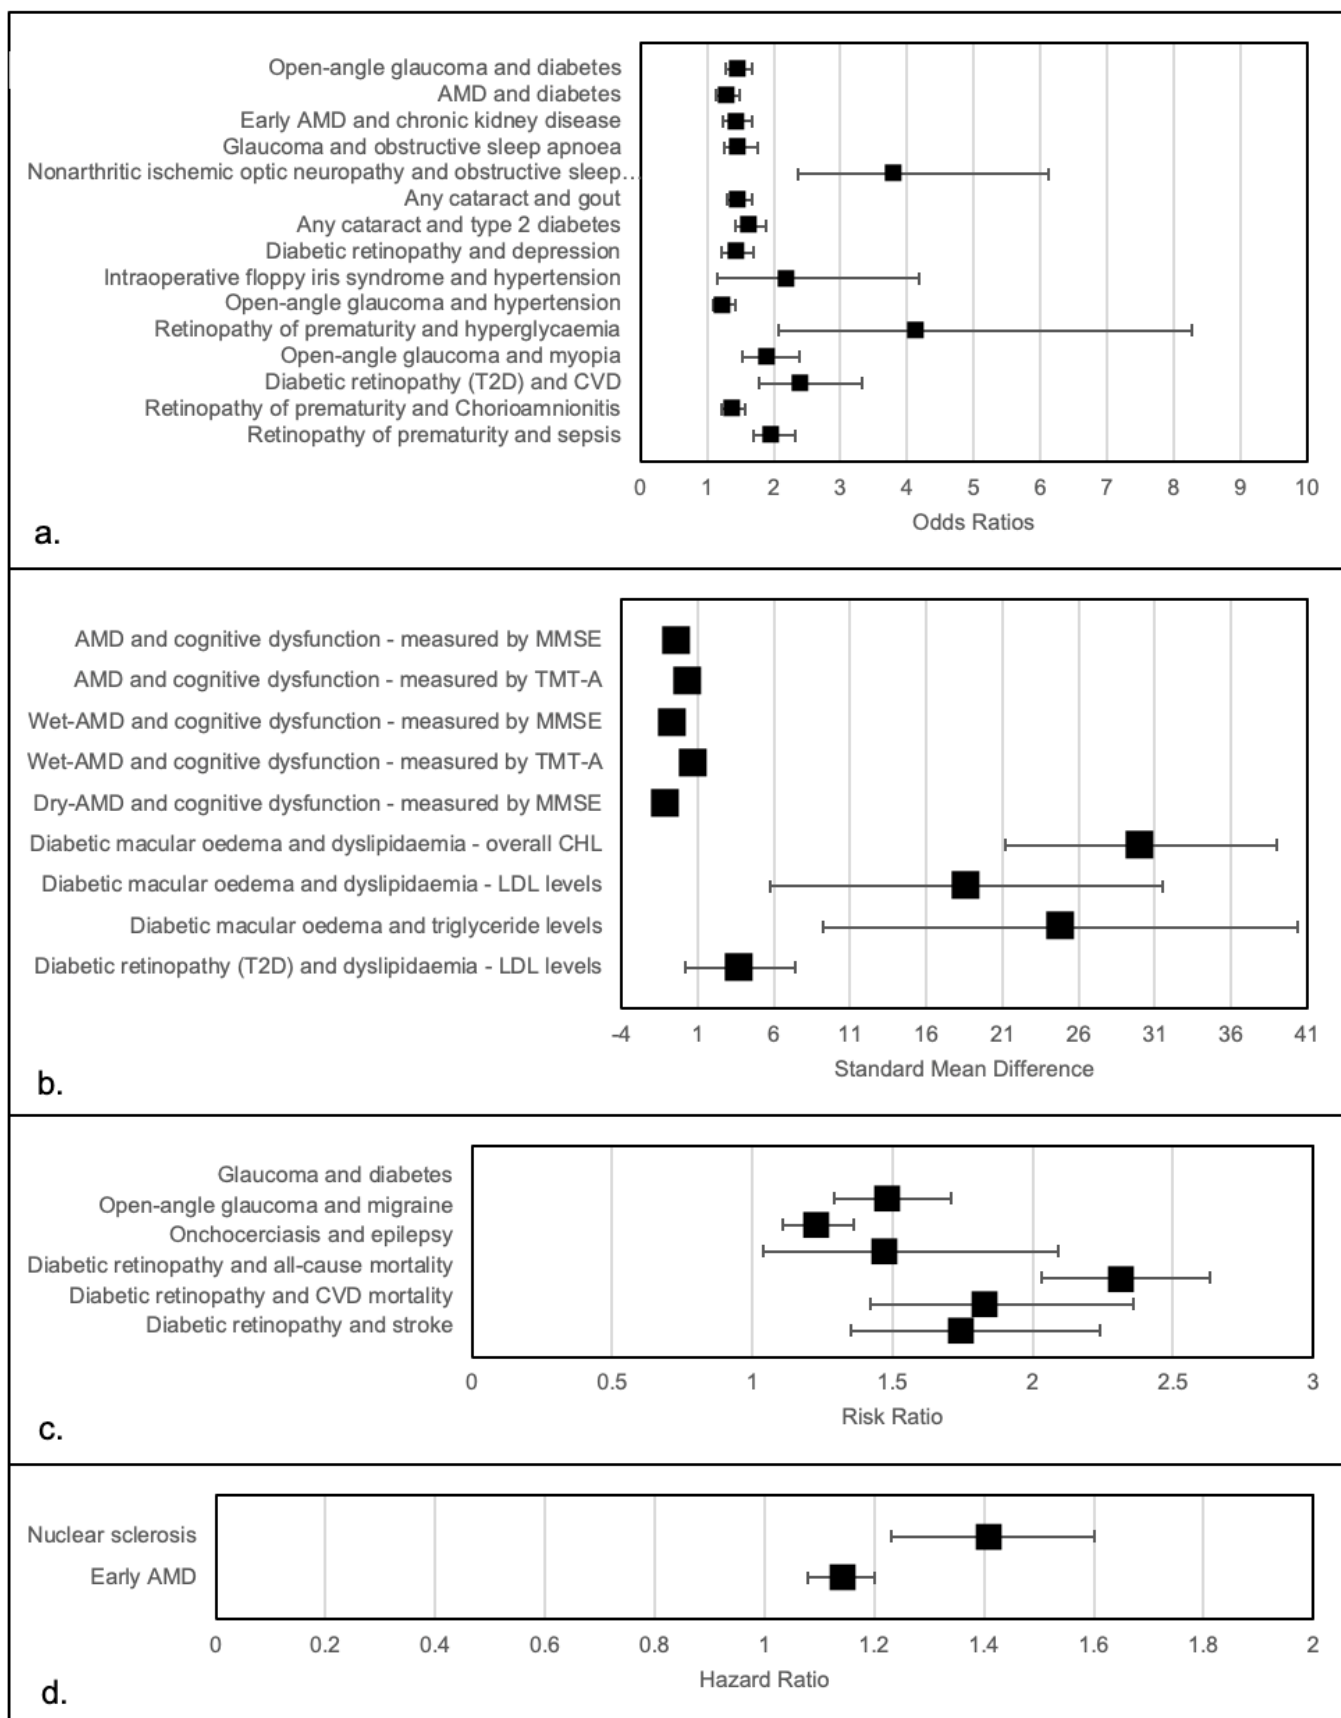 Open-angle glaucoma and diabetes
AMD and diabetes
Early AMD and chronic kidney disease
Glaucoma and obstructive sleep apnoea
Nonarthritic ischemic optic neuropathy and obstructive sleep...
Any cataract and gout
Any cataract and type 2 diabetes
Diabetic retinopathy and depression
Intraoperative floppy iris syndrome and hypertension
Open-angle glaucoma and hypertension
Retinopathy of prematurity and hyperglycaemia
Open-angle glaucoma and myopia
Diabetic retinopathy (T2D) and CVD
Retinopathy of prematurity and Chorioamnionitis
Retinopathy of prematurity and sepsis
0 1 2 3 4 5 6 7 8 9 10
Odds Ratios
a.
AMD and cognitive dysfunction - measured by MMSE
AMD and cognitive dysfunction - measured by TMT-A
Wet-AMD and cognitive dysfunction - measured by MMSE
Wet-AMD and cognitive dysfunction - measured by TMT-A
Dry-AMD and cognitive dysfunction - measured by MMSE
Diabetic macular oedema and dyslipidaemia - overall CHL
Diabetic macular oedema and dyslipidaemia - LDL levels
Diabetic macular oedema and triglyceride levels
Diabetic retinopathy (T2D) and dyslipidaemia - LDL levels
-4 1 6 11 16 21 26 31 36 41
Standard Mean Difference
b.
Glaucoma and diabetes
Open-angle glaucoma and migraine
Onchocerciasis and epilepsy
Diabetic retinopathy and all-cause mortality
Diabetic retinopathy and CVD mortality
Diabetic retinopathy and stroke
0 0.5 1 1.5 2 2.5 3
Risk Ratio
c.
Nuclear sclerosis
Early AMD
0 0.2 0.4 0.6 0.8 1 1.2 1.4 1.6 1.8 2
Hazard Ratio
d.